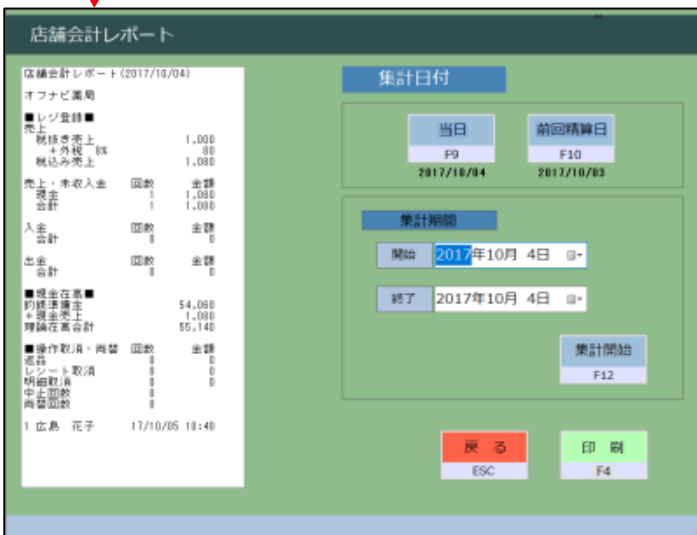 店舗会計レポート
店舗会計レポート(2017/10/04)
オフナビ薬局
■レジ登録■
売上
税抜き売上 1,000
+外税 8% 80
税込み売上 1,080
売上・未収入金 回数 金額
現金 1 1,080
合計 1 1,080
入金 回数 金額
合計 0 0
出金 回数 金額
合計 0 0
■現金在高■
釣銭準備金 54,060
+現金売上 1,080
理論在高合計 55,140
■操作取消・両替 回数 金額
返品 0 0
レシート取消 0 0
明細取消 0 0
中止回数 0
両替回数 0
1 広島 花子 17/10/05 10:40
集計日付
当日
F9
2017/10/04
前回精算日
F10
2017/10/03
集計期間
開始 2017年10月 4日
終了 2017年10月 4日
集計開始
F12
戻 る
ESC
印 刷
F4